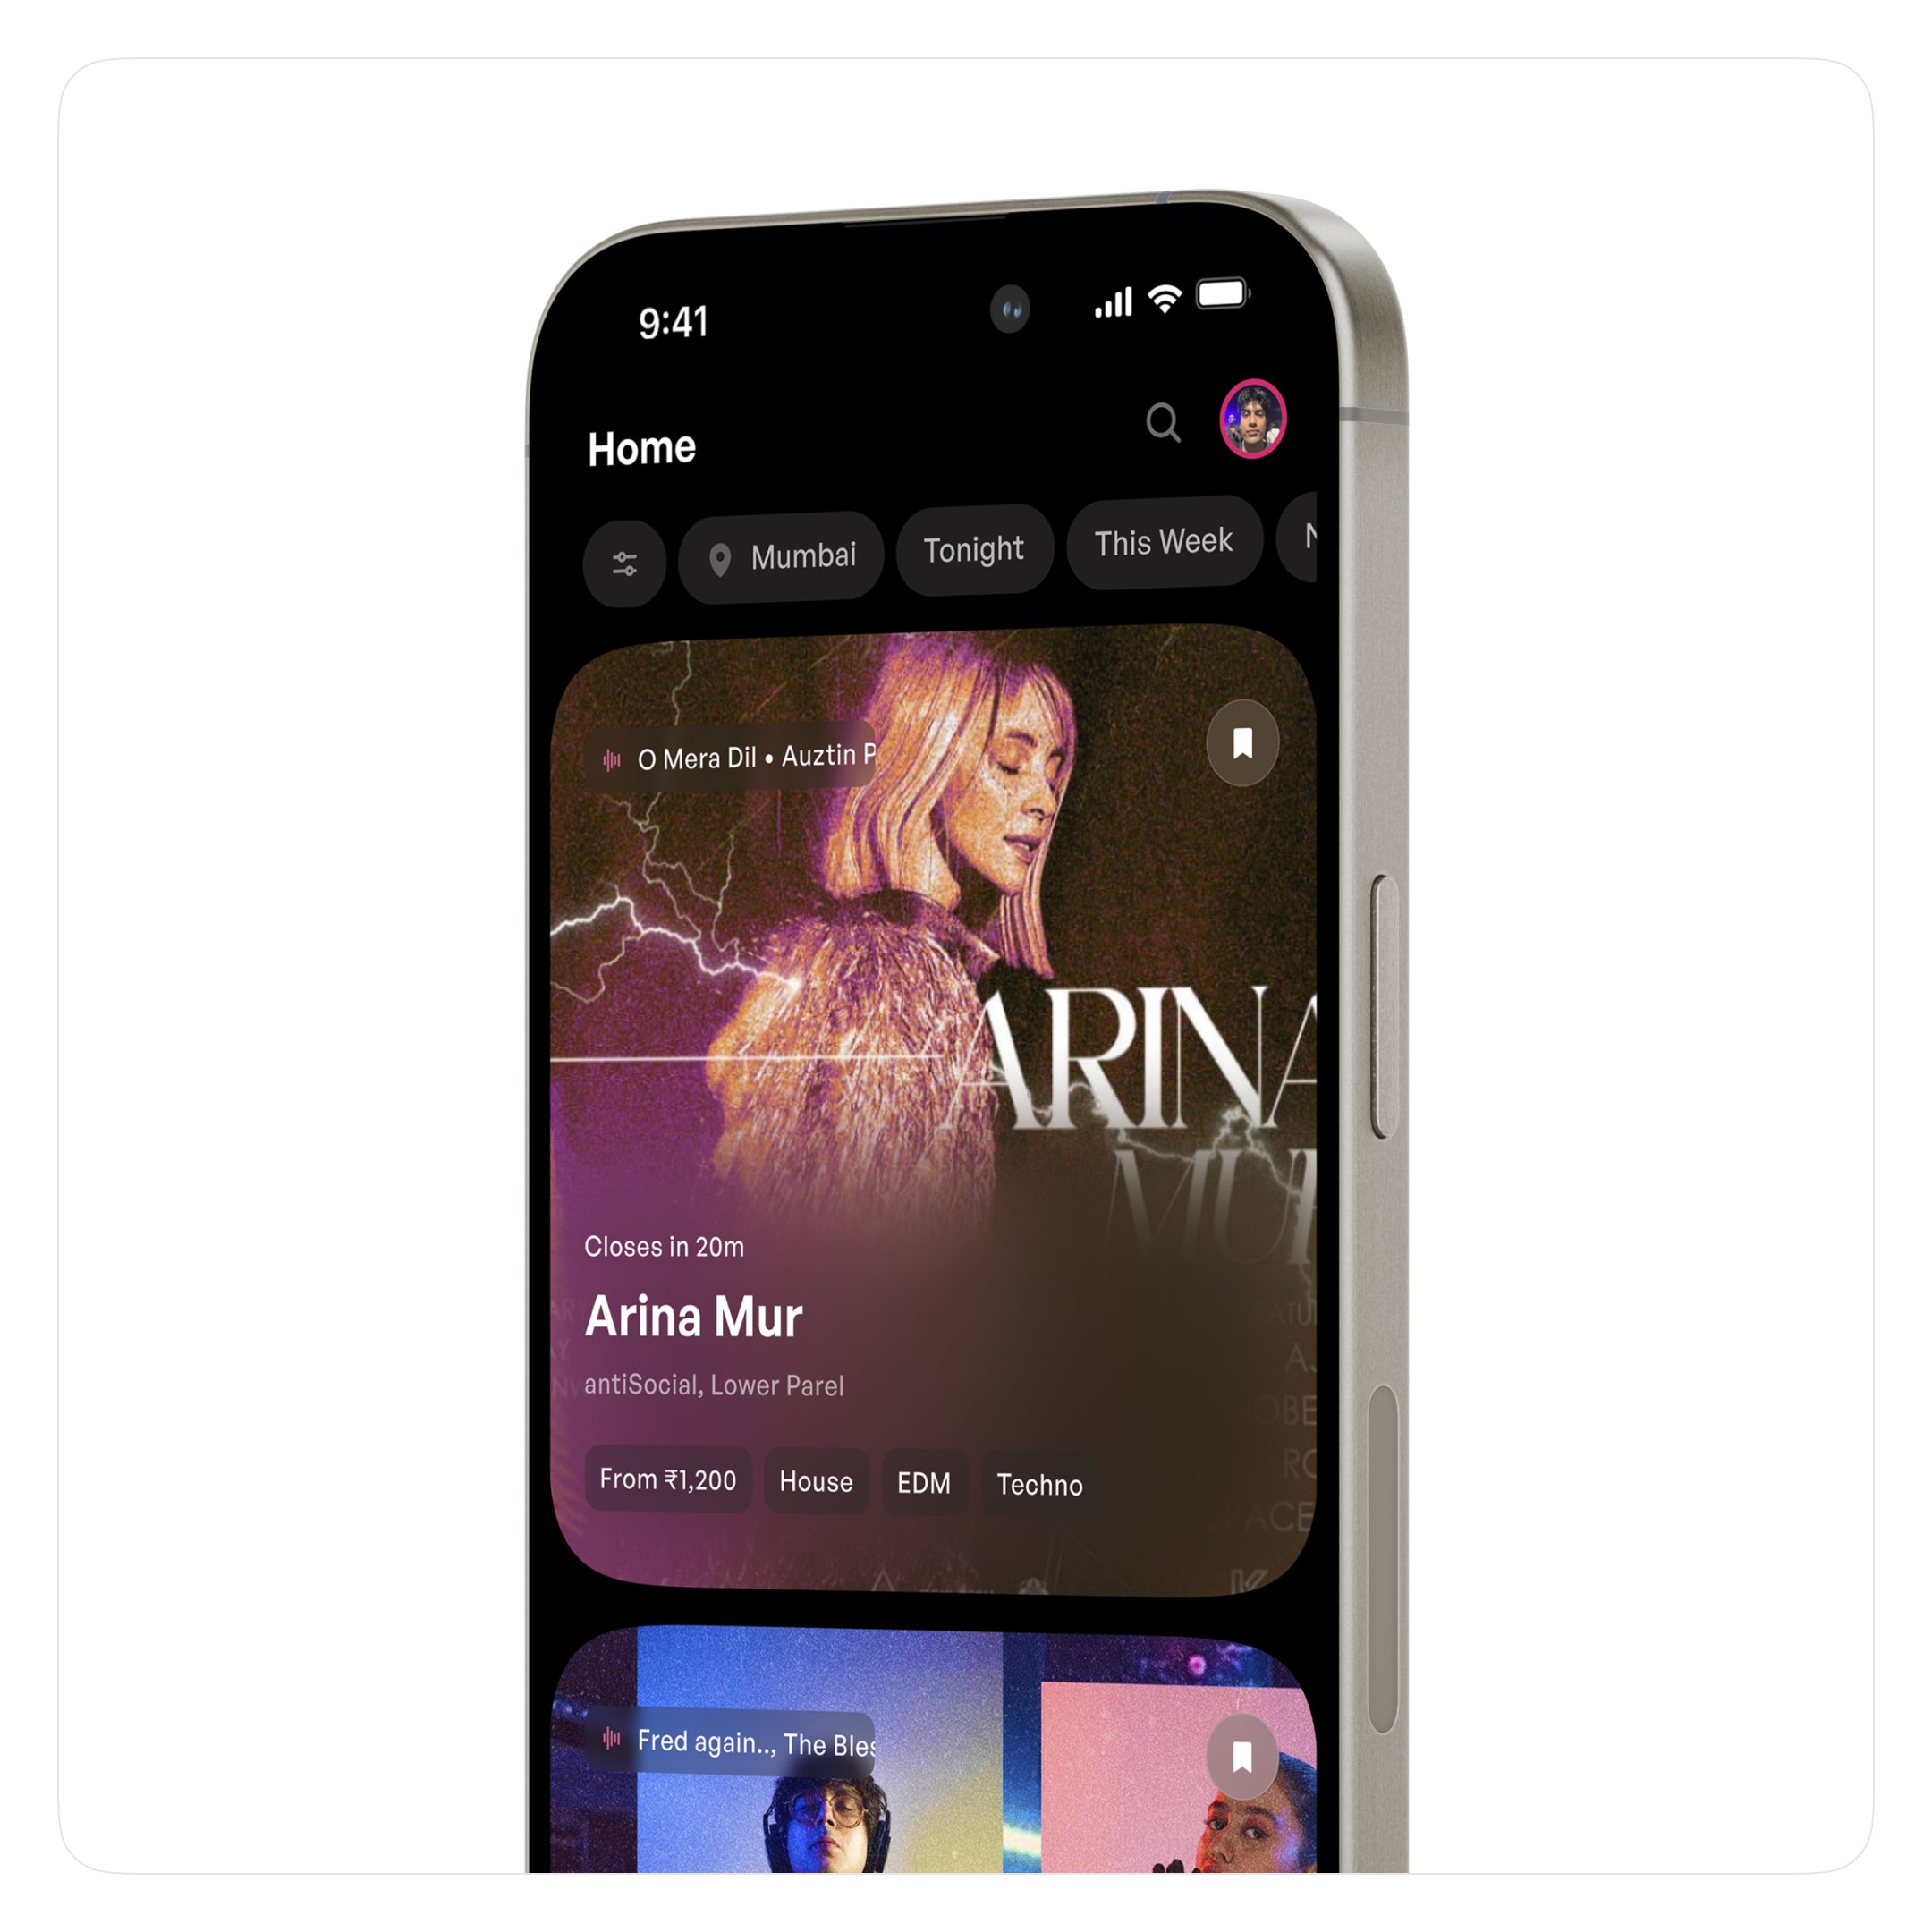 9:41
Home
Mumbai
Tonight
This Week
O Mera Dil • Auztin P
ARINA
MUR
Closes in 20m
Arina Mur
antiSocial, Lower Parel
From ₹1,200
House
EDM
Techno
Fred again.., The Bles